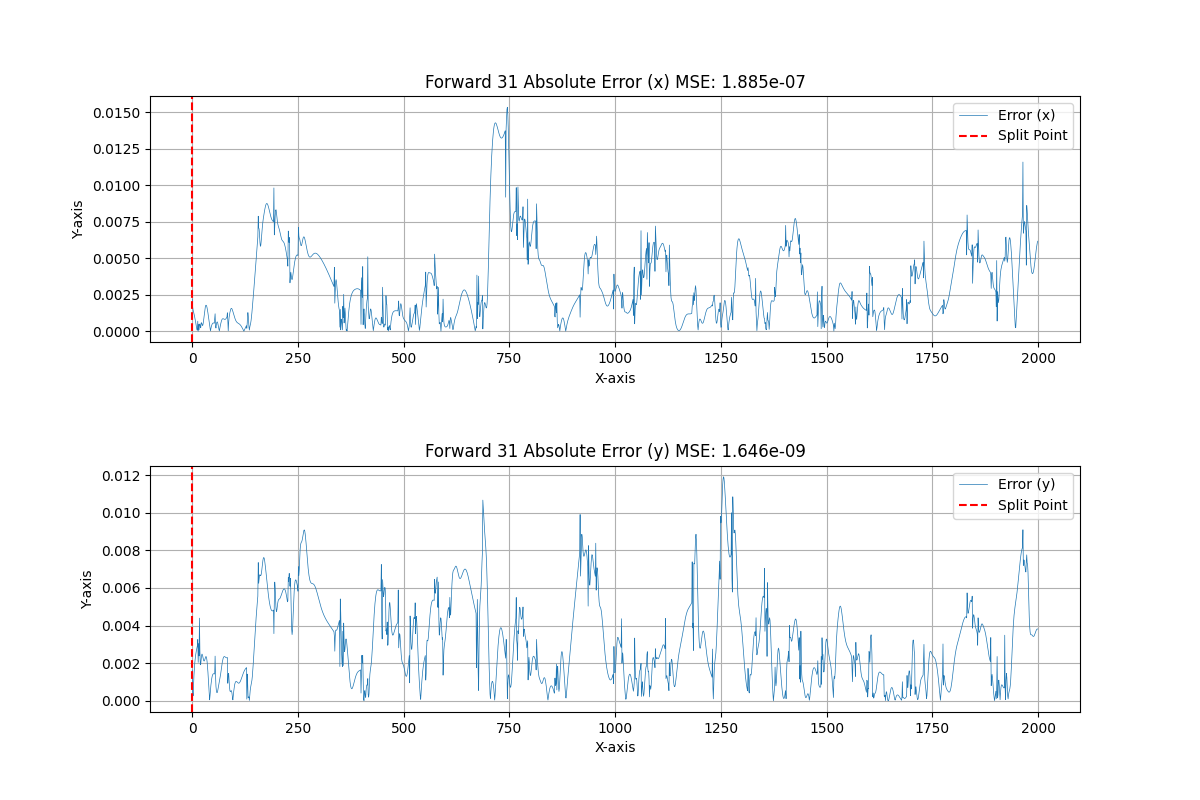 Forward 31 Absolute Error (x) MSE: 1.885e-07
Y-axis
0.0150
0.0125
0.0100
0.0075
0.0050
0.0025
0.0000
Error (x)
Split Point
0 250 500 750 1000 1250 1500 1750 2000
X-axis
Forward 31 Absolute Error (y) MSE: 1.646e-09
Y-axis
0.012
0.010
0.008
0.006
0.004
0.002
0.000
Error (y)
Split Point
0 250 500 750 1000 1250 1500 1750 2000
X-axis